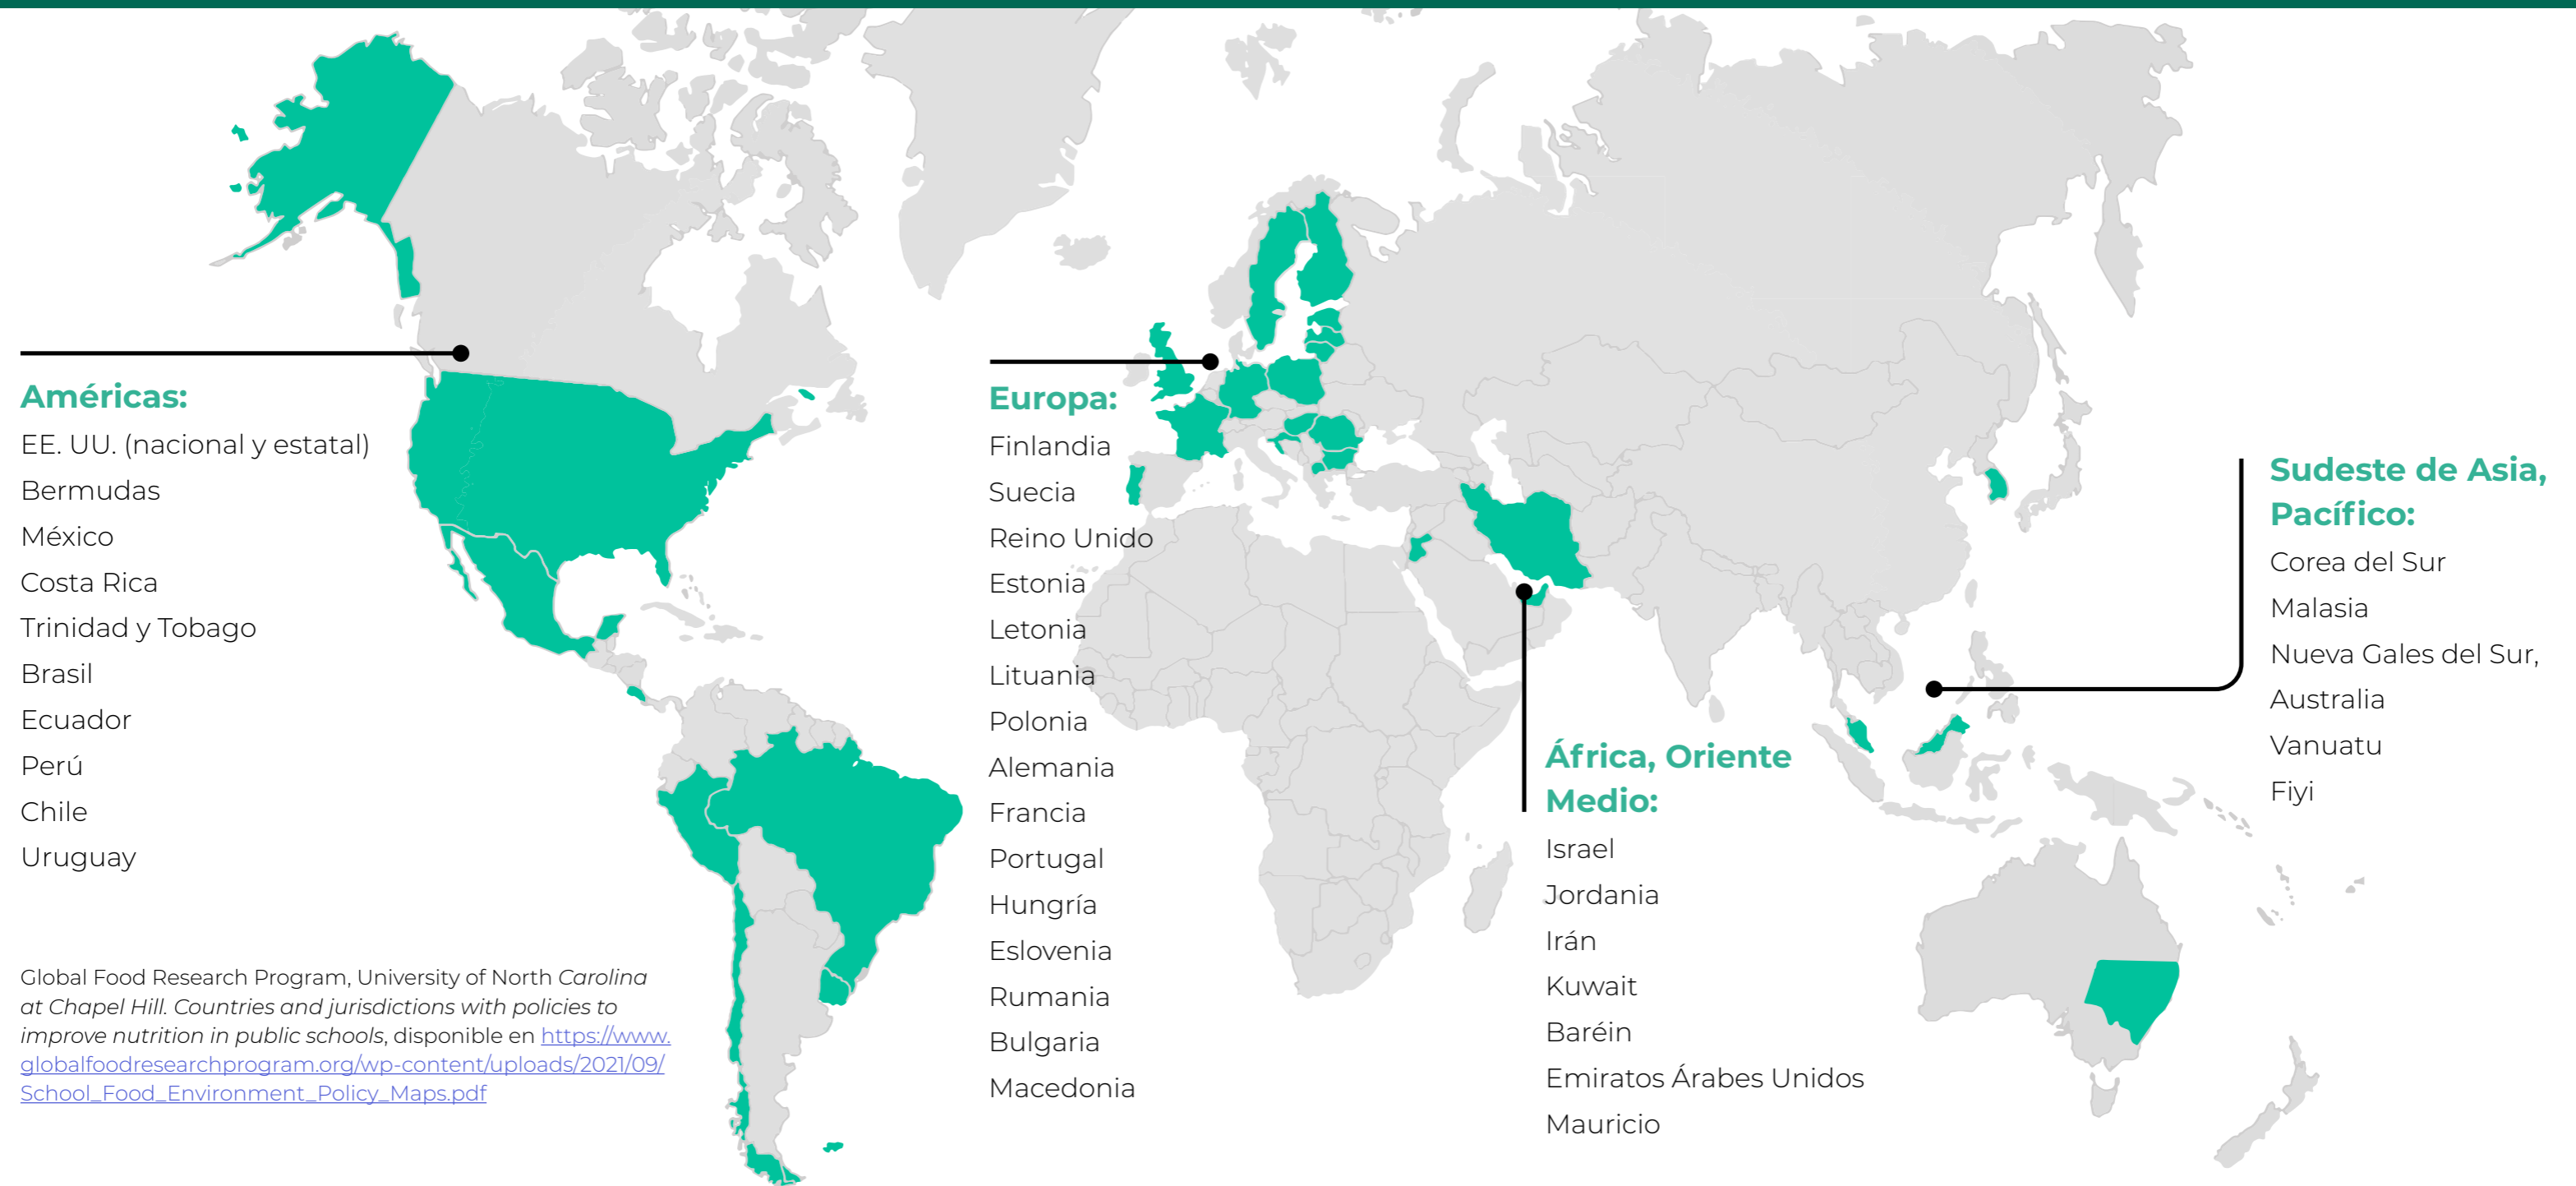 Américas:
EE. UU. (nacional y estatal)
Bermudas
México
Costa Rica
Trinidad y Tobago
Brasil
Ecuador
Perú
Chile
Uruguay
Global Food Research Program, University of North Carolina
at Chapel Hill. Countries and jurisdictions with policies to
improve nutrition in public schools, disponible en https://www.
globalfoodresearchprogram.org/wp-content/uploads/2021/09/
School_Food_Environment_Policy_Maps.pdf
Europa:
Finlandia
Suecia
Reino Unido
Estonia
Letonia
Lituania
Polonia
Alemania
Francia
Portugal
Hungría
Eslovenia
Rumania
Bulgaria
Macedonia
África, Oriente
Medio:
Israel
Jordania
Irán
Kuwait
Baréin
Emiratos Árabes Unidos
Mauricio
Sudeste de Asia,
Pacífico:
Corea del Sur
Malasia
Nueva Gales del Sur,
Australia
Vanuatu
Fiyi